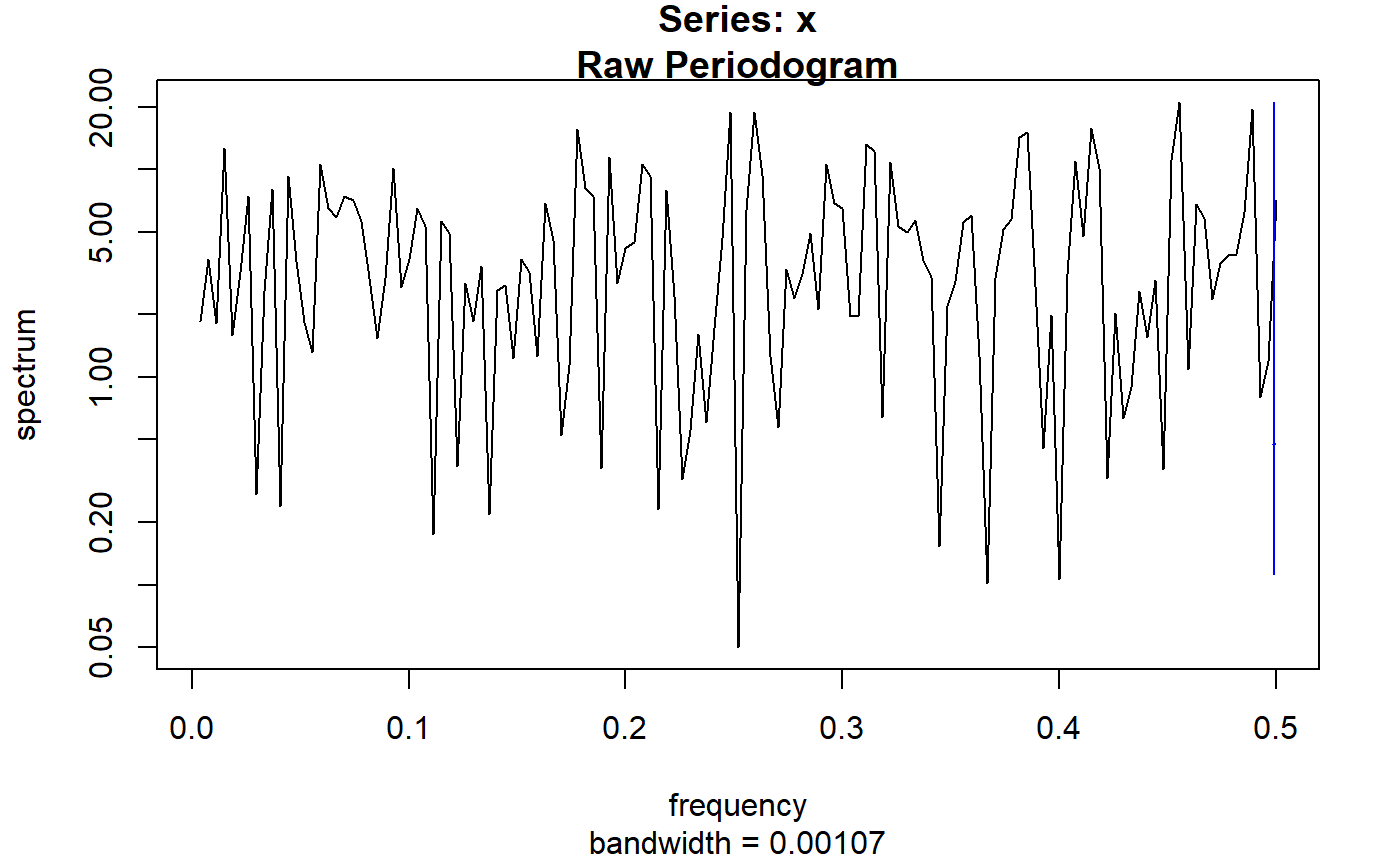 Series: x
Raw Periodogram
20.00
5.00
1.00
0.20
0.05
spectrum
0.0 0.1 0.2 0.3 0.4 0.5
frequency
bandwidth = 0.00107